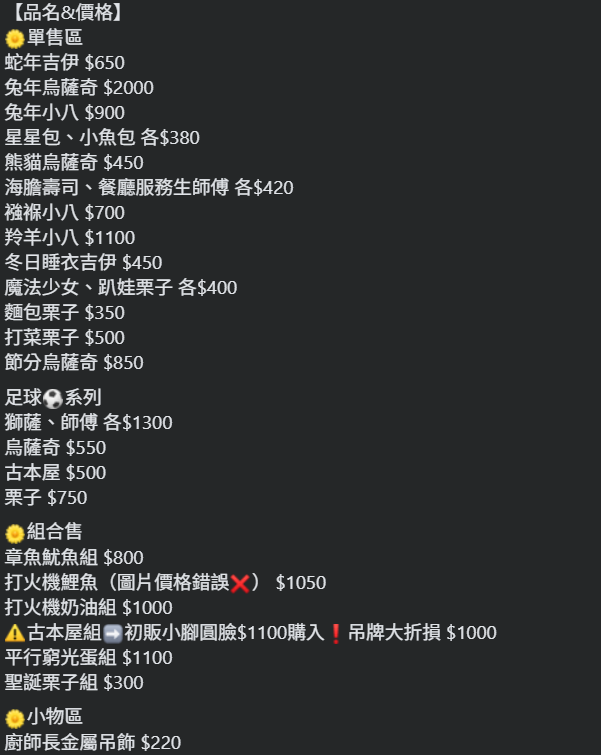 【品名&價格】
🌼單售區
蛇年吉伊 $650
兔年烏薩奇 $2000
兔年小八 $900
星星包、小魚包 各$380
熊貓烏薩奇 $450
海膽壽司、餐廳服務生師傅 各$420
襁褓小八 $700
羚羊小八 $1100
冬日睡衣吉伊 $450
魔法少女、趴娃栗子 各$400
麵包栗子 $350
打菜栗子 $500
節分烏薩奇 $850
足球⚽系列
獅薩、師傅 各$1300
烏薩奇 $550
古本屋 $500
栗子 $750
🌼組合售
章魚魷魚組 $800
打火機鯉魚（圖片價格錯誤❌） $1050
打火機奶油組 $1000
⚠️古本屋組➡️初販小腳圓臉$1100購入❗吊牌大折損 $1000
平行窮光蛋組 $1100
聖誕栗子組 $300
🌼小物區
廚師長金屬吊飾 $220